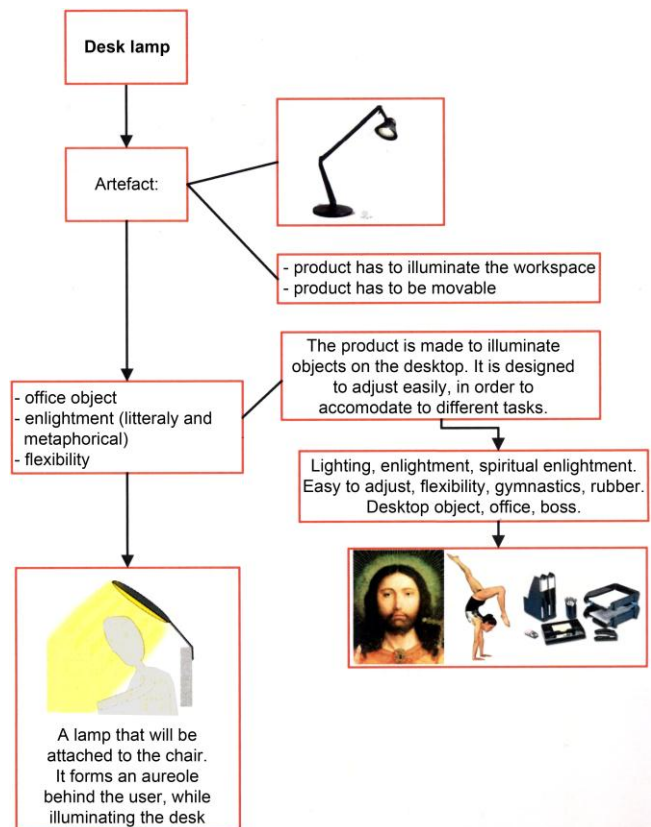 Desk lamp
Artefact:
- product has to illuminate the workspace
- product has to be movable
The product is made to illuminate
objects on the desktop. It is designed
to adjust easily, in order to
accomodate to different tasks.
- office object
- enlightment (litteraly and
metaphorical)
- flexibility
Lighting, enlightment, spiritual enlightment.
Easy to adjust, flexibility, gymnastics, rubber.
Desktop object, office, boss.
A lamp that will be
attached to the chair.
It forms an aureole
behind the user, while
illuminating the desk